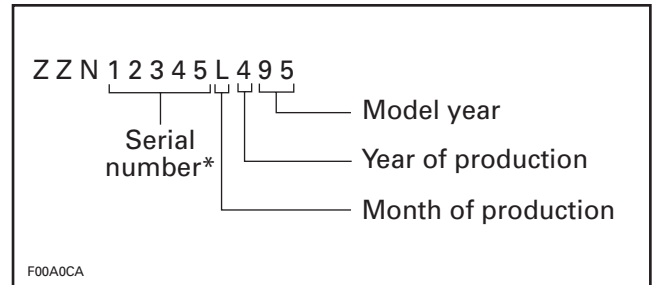 ZZN12345L495
Model year
Serial
number*
Year of production
Month of production
F00A0CA